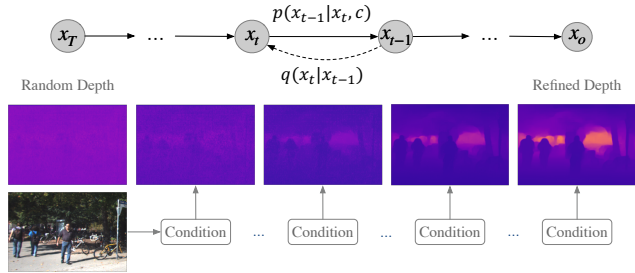 p(x_{t-1}|x_t, c)
x_T ... x_t x_{t-1} ... x_o
q(x_t|x_{t-1})
Random Depth Refined Depth
Condition ... Condition ... Condition ... Condition